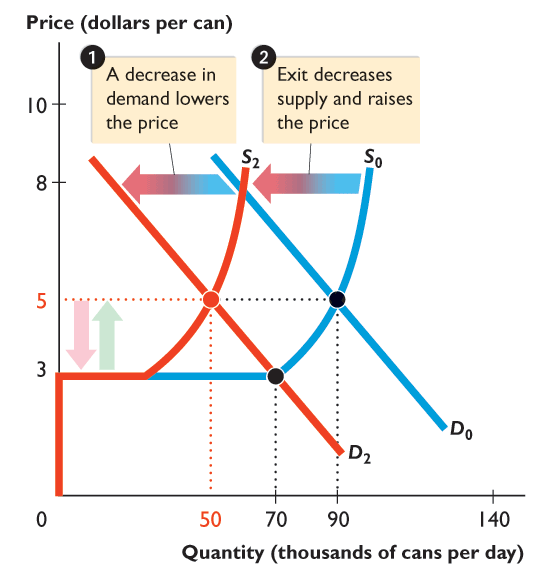 Price (dollars per can)
1
A decrease in
demand lowers
the price
2
Exit decreases
supply and raises
the price
10
8
5
3
0
S₂
S₀
D₀
D₂
50
70
90
140
Quantity (thousands of cans per day)